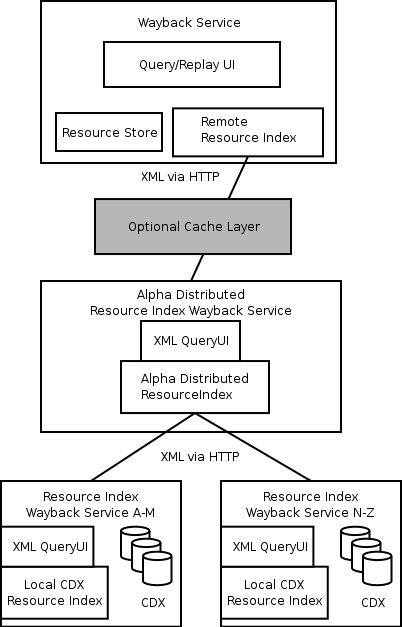 Wayback Service
Query/Replay UI
Resource Store
Remote
Resource Index
XML via HTTP
Optional Cache Layer
Alpha Distributed
Resource Index Wayback Service
XML QueryUI
Alpha Distributed
ResourceIndex
XML via HTTP
Resource Index
Wayback Service A-M
XML QueryUI
Local CDX
Resource Index
CDX
Resource Index
Wayback Service N-Z
XML QueryUI
Local CDX
Resource Index
CDX